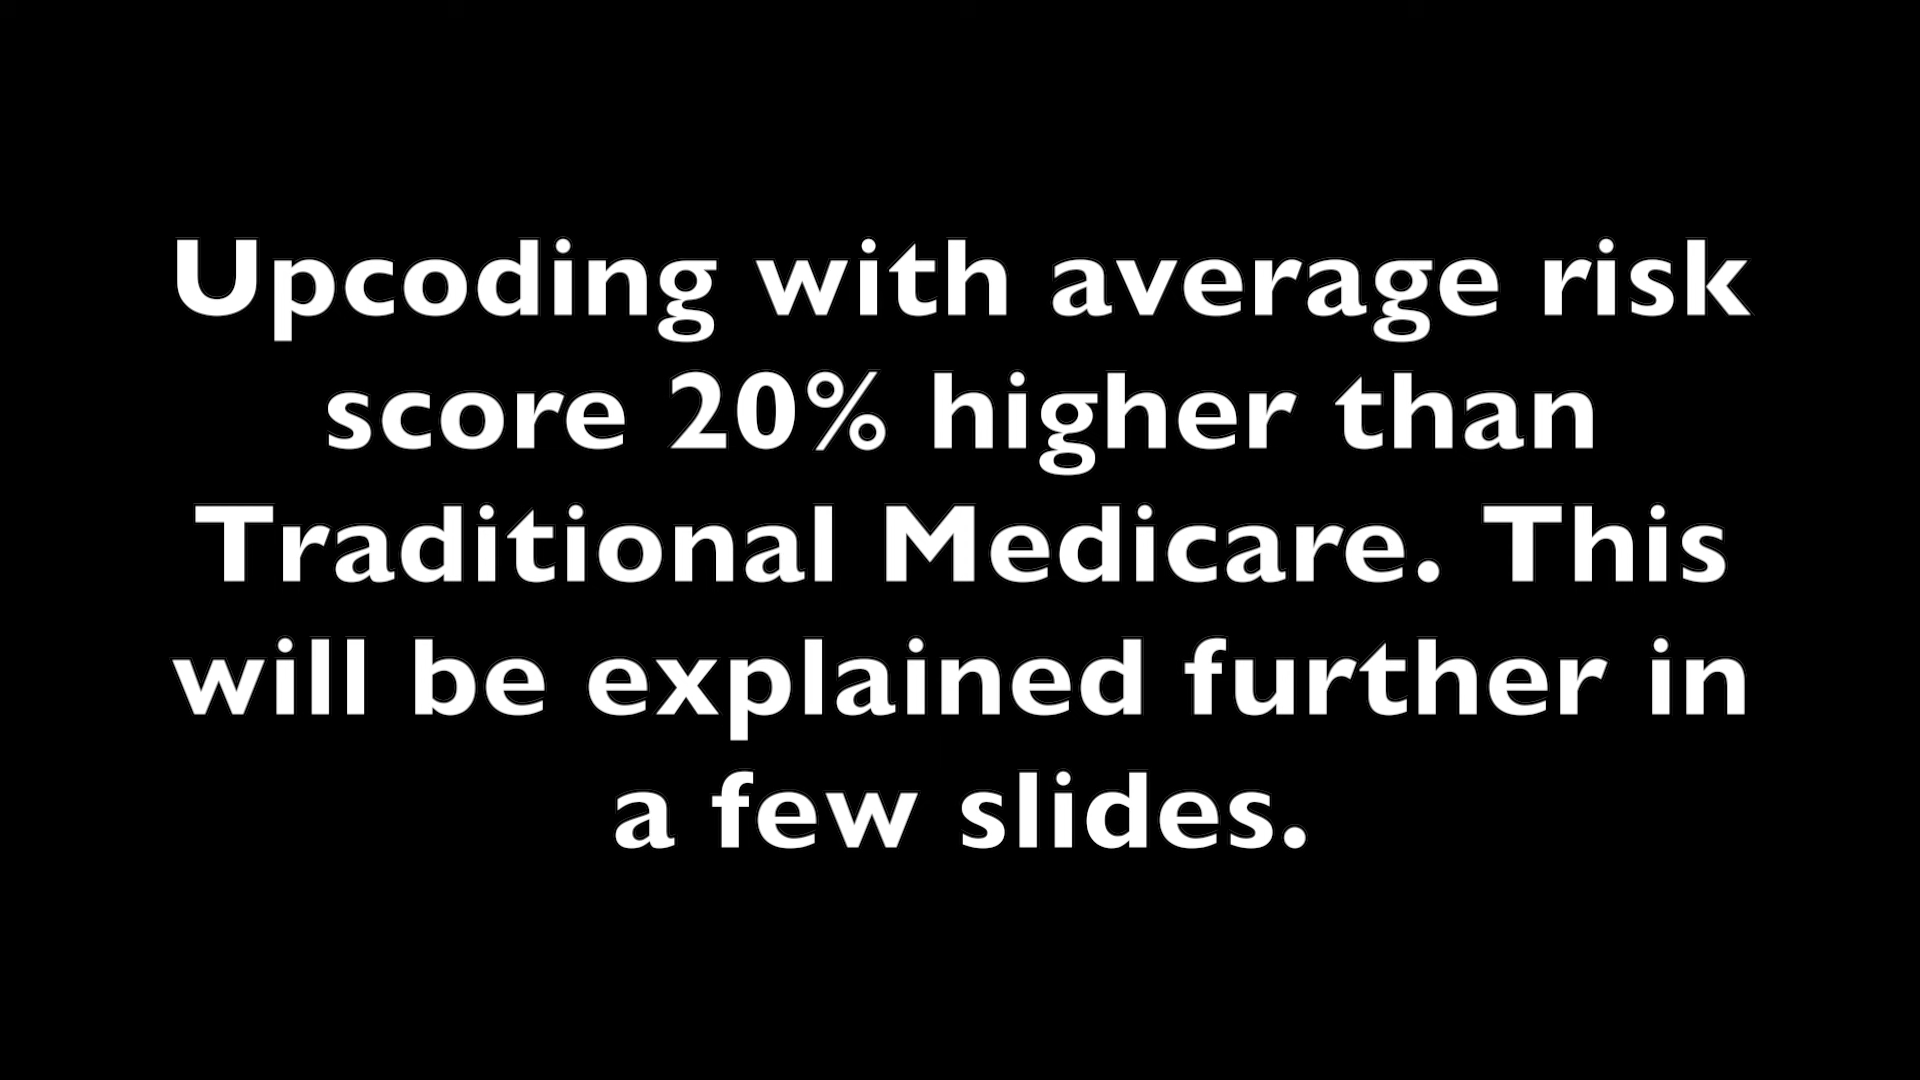 Upcoding with average risk
score 20% higher than
Traditional Medicare. This
will be explained further in
a few slides.